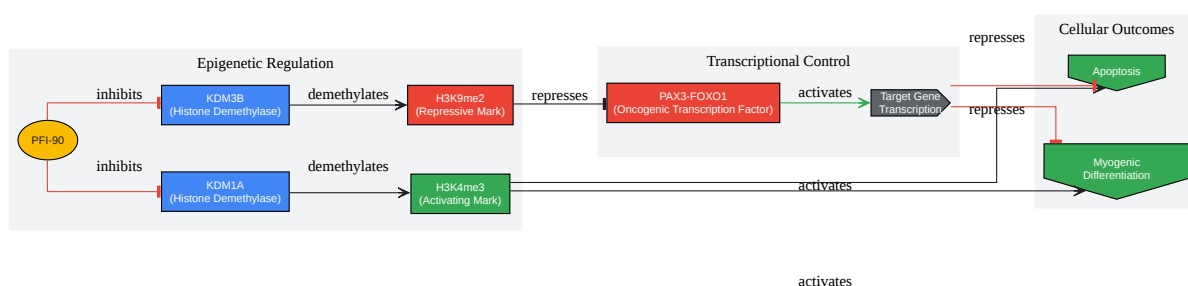 Epigenetic Regulation
Transcriptional Control
Cellular Outcomes
PFI-90
inhibits
KDM3B
(Histone Demethylase)
demethylates
H3K9me2
(Repressive Mark)
represses
PAX3-FOXO1
(Oncogenic Transcription Factor)
activates
Target Gene
Transcription
represses
Apoptosis
represses
Myogenic
Differentiation
inhibits
KDM1A
(Histone Demethylase)
demethylates
H3K4me3
(Activating Mark)
activates
activates